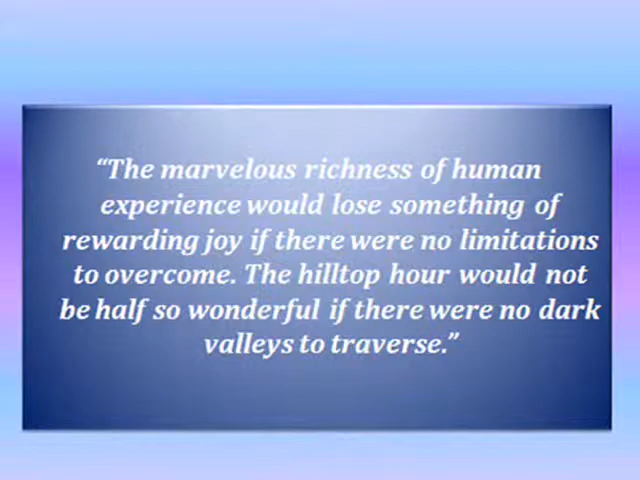 “The marvelous richness of human
experience would lose something of
rewarding joy if there were no limitations
to overcome. The hilltop hour would not
be half so wonderful if there were no dark
valleys to traverse.”